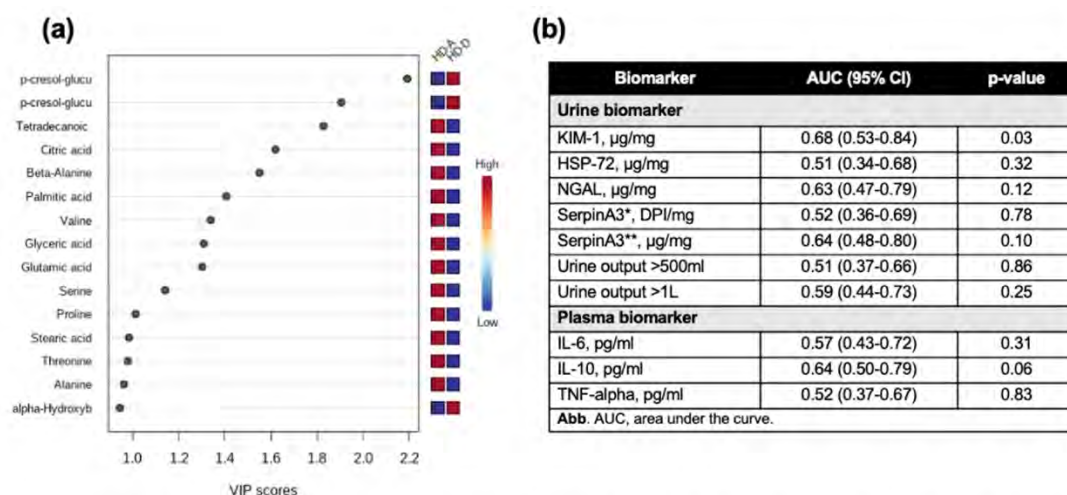 (a)
HD-A HD-D
p-cresol-glucu
p-cresol-glucu
Tetradecanoic
Citric acid
Beta-Alanine
Palmitic acid
Valine
Glyceric acid
Glutamic acid
Serine
Proline
Stearic acid
Threonine
Alanine
alpha-Hydroxyb
High
Low
1.0 1.2 1.4 1.6 1.8 2.0 2.2
VIP scores
(b)
Biomarker AUC (95% CI) p-value
Urine biomarker
KIM-1, µg/mg 0.68 (0.53-0.84) 0.03
HSP-72, µg/mg 0.51 (0.34-0.68) 0.32
NGAL, µg/mg 0.63 (0.47-0.79) 0.12
SerpinA3*, DPI/mg 0.52 (0.36-0.69) 0.78
SerpinA3**, µg/mg 0.64 (0.48-0.80) 0.10
Urine output >500ml 0.51 (0.37-0.66) 0.86
Urine output >1L 0.59 (0.44-0.73) 0.25
Plasma biomarker
IL-6, pg/ml 0.57 (0.43-0.72) 0.31
IL-10, pg/ml 0.64 (0.50-0.79) 0.06
TNF-alpha, pg/ml 0.52 (0.37-0.67) 0.83
Abb. AUC, area under the curve.